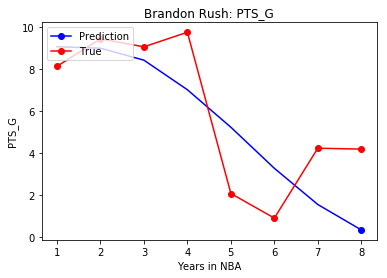 Brandon Rush: PTS_G
Prediction
True
10
8
6
4
2
0
PTS_G
1 2 3 4 5 6 7 8
Years in NBA